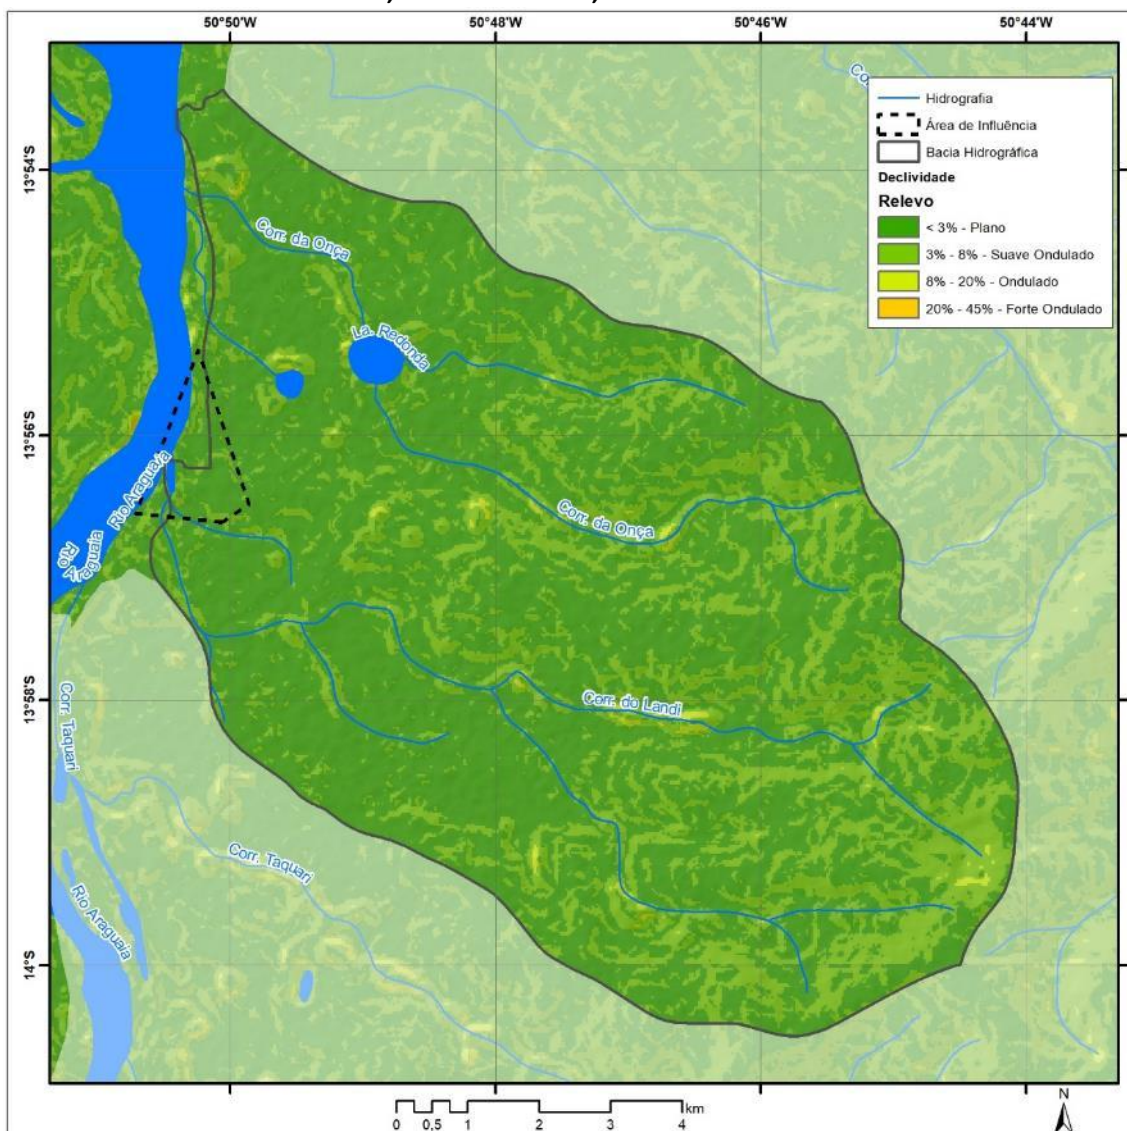 50°50'W
50°48'W
50°46'W
50°44'W
Hidrografia
Área de Influência
Bacia Hidrográfica
Declividade
Relevo
< 3% - Plano
3% - 8% - Suave Ondulado
8% - 20% - Ondulado
20% - 45% - Forte Ondulado
13°54'S
13°56'S
13°58'S
14°S
Corr. da Onça
La. Redonda
Rio Araguaia
Corr. da Onça
Rio
Araguaia
Corr. Taquari
Corr. do Landi
Corr. Taquari
Rio Araguaia
N
km
0 0,5 1 2 3 4